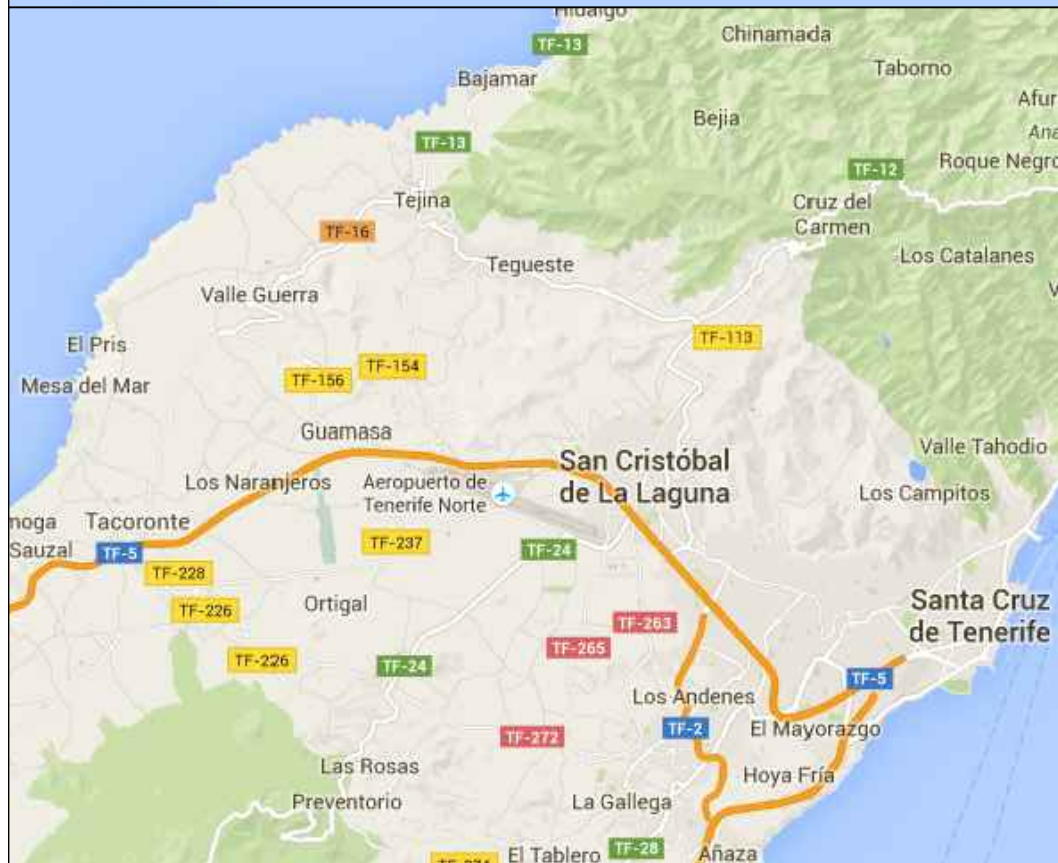 Hidalgo
TF-13
Chinamada
Taborno
Bajamar
Afur
Bejia
Ana
TF-13
Roque Negro
TF-12
Tejina
Cruz del
Carmen
TF-16
Los Catalanes
Tegueste
Valle Guerra
V
El Pris
TF-113
TF-154
TF-156
Mesa del Mar
Guamasa
Valle Tahodio
San Cristóbal
de La Laguna
Los Naranjeros
Aeropuerto de
Tenerife Norte
Los Campitos
noga
Tacoronte
Sauzal
TF-5
TF-237
TF-24
TF-228
Ortigal
TF-226
Santa Cruz
de Tenerife
TF-263
TF-265
TF-226
TF-24
TF-5
Los Andenes
TF-2
El Mayorazgo
TF-272
Las Rosas
Hoya Fría
Preventorio
La Gallega
TF-28
El Tablero
Añaza